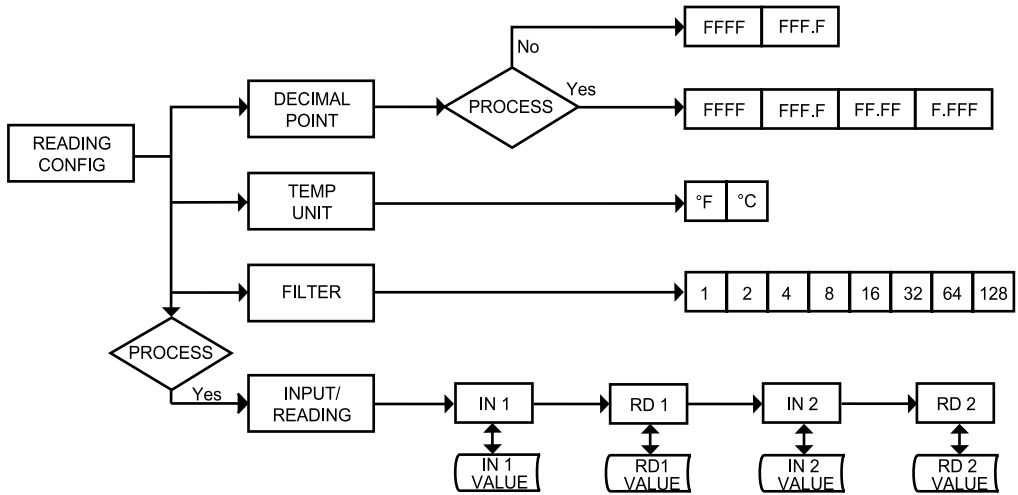 FFFF FFF.F
No
DECIMAL
POINT
PROCESS
Yes
FFFF FFF.F FF.FF F.FFF
READING
CONFIG
TEMP
UNIT
°F °C
FILTER
1 2 4 8 16 32 64 128
PROCESS
Yes
INPUT/
READING
IN 1 RD 1 IN 2 RD 2
IN 1
VALUE
RD1
VALUE
IN 2
VALUE
RD 2
VALUE